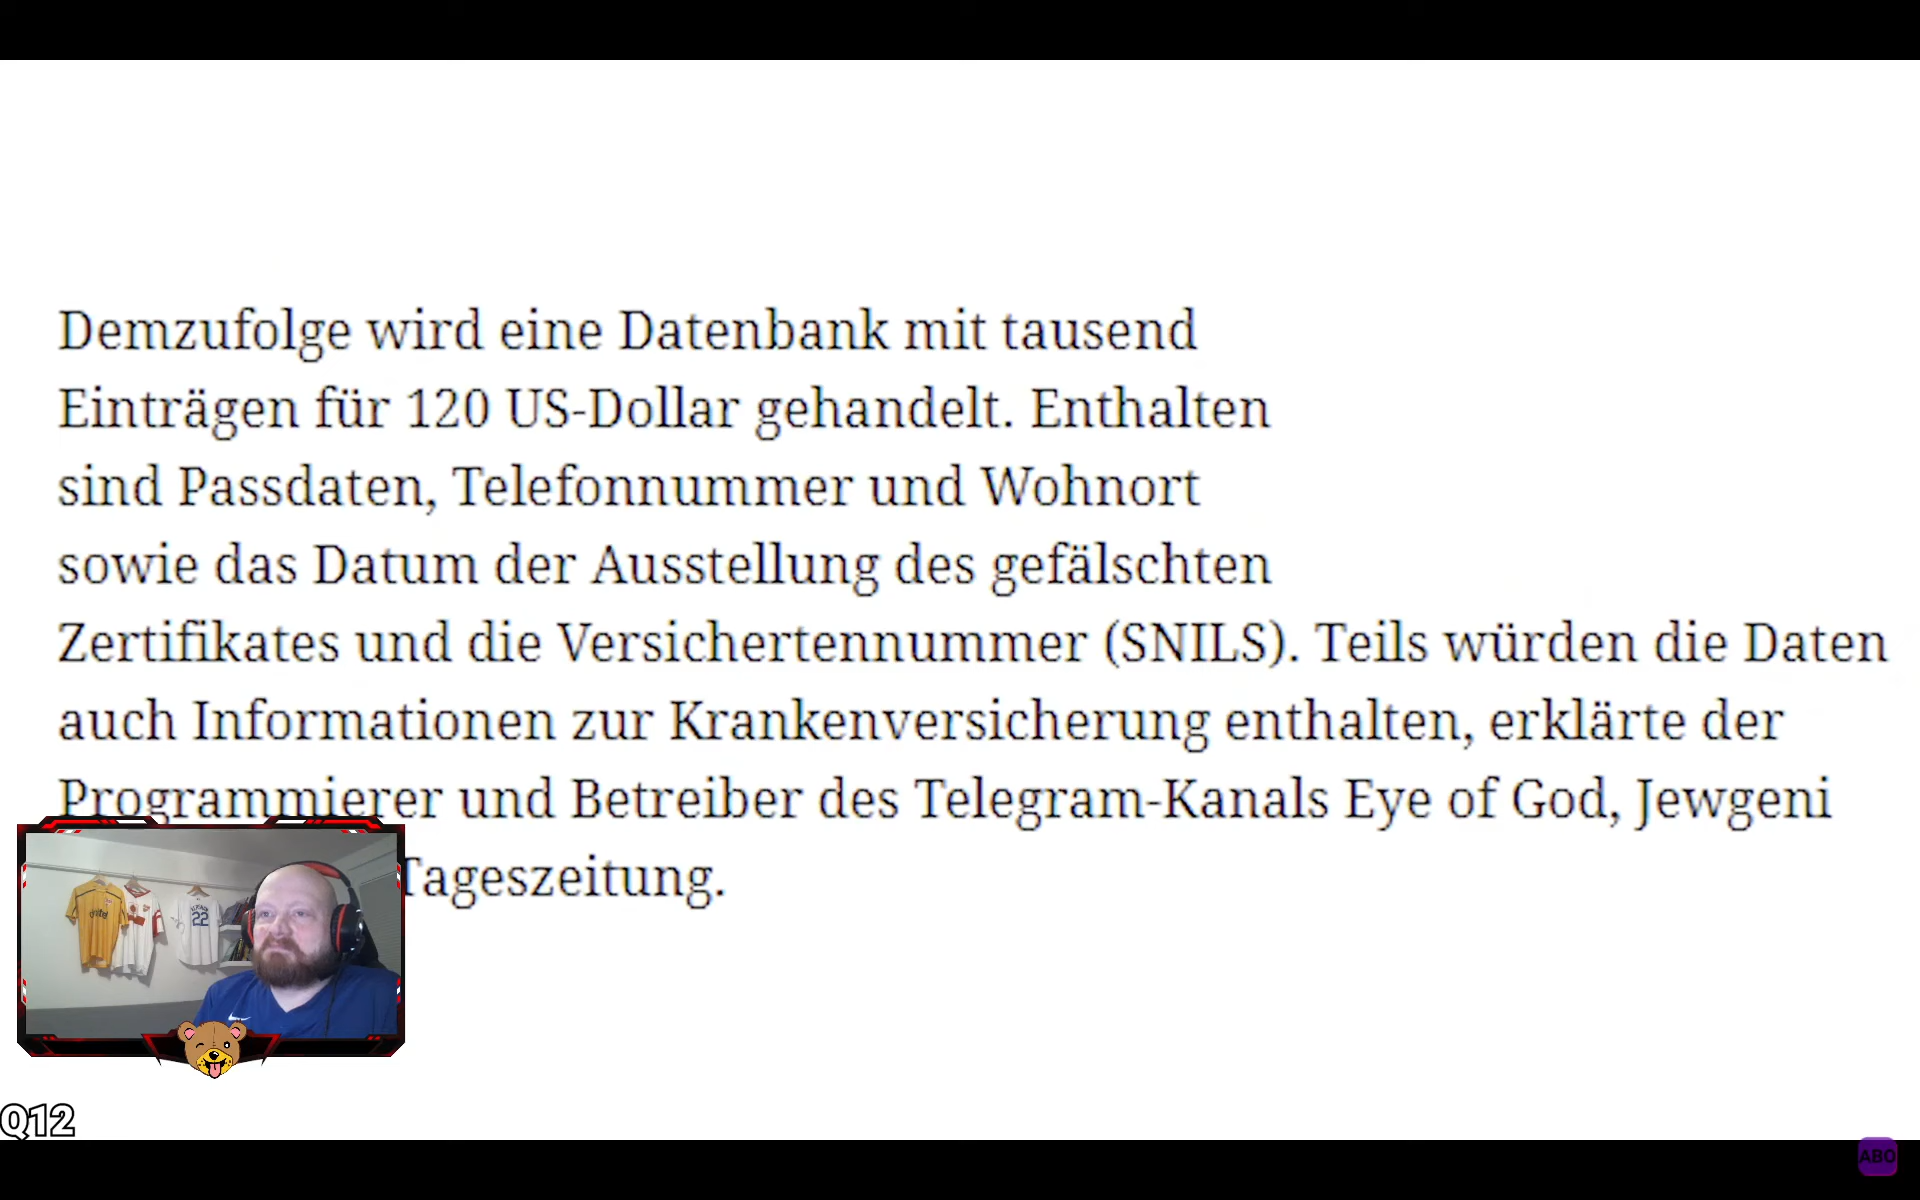 Demzufolge wird eine Datenbank mit tausend
Einträgen für 120 US-Dollar gehandelt. Enthalten
sind Passdaten, Telefonnummer und Wohnort
sowie das Datum der Ausstellung des gefälschten
Zertifikates und die Versichertennummer (SNILS). Teils würden die Daten
auch Informationen zur Krankenversicherung enthalten, erklärte der
Programmierer und Betreiber des Telegram-Kanals Eye of God, Jewgeni
Tageszeitung.
22
Q12
ABO